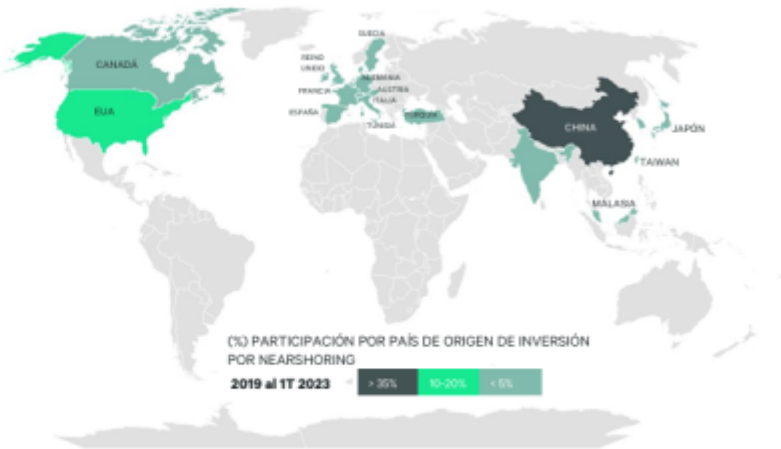 SUECIA
REINO
UNIDO
CANADÁ
ALEMANIA
FRANCIA
AUSTRIA
ITALIA
EUA
ESPAÑA
TURQUÍA
TUNISIA
CHINA
JAPÓN
TAIWAN
MALASIA
(%) PARTICIPACIÓN POR PAÍS DE ORIGEN DE INVERSIÓN
POR NEARSHORING
2019 al 1T 2023
> 35%
10-20%
< 5%